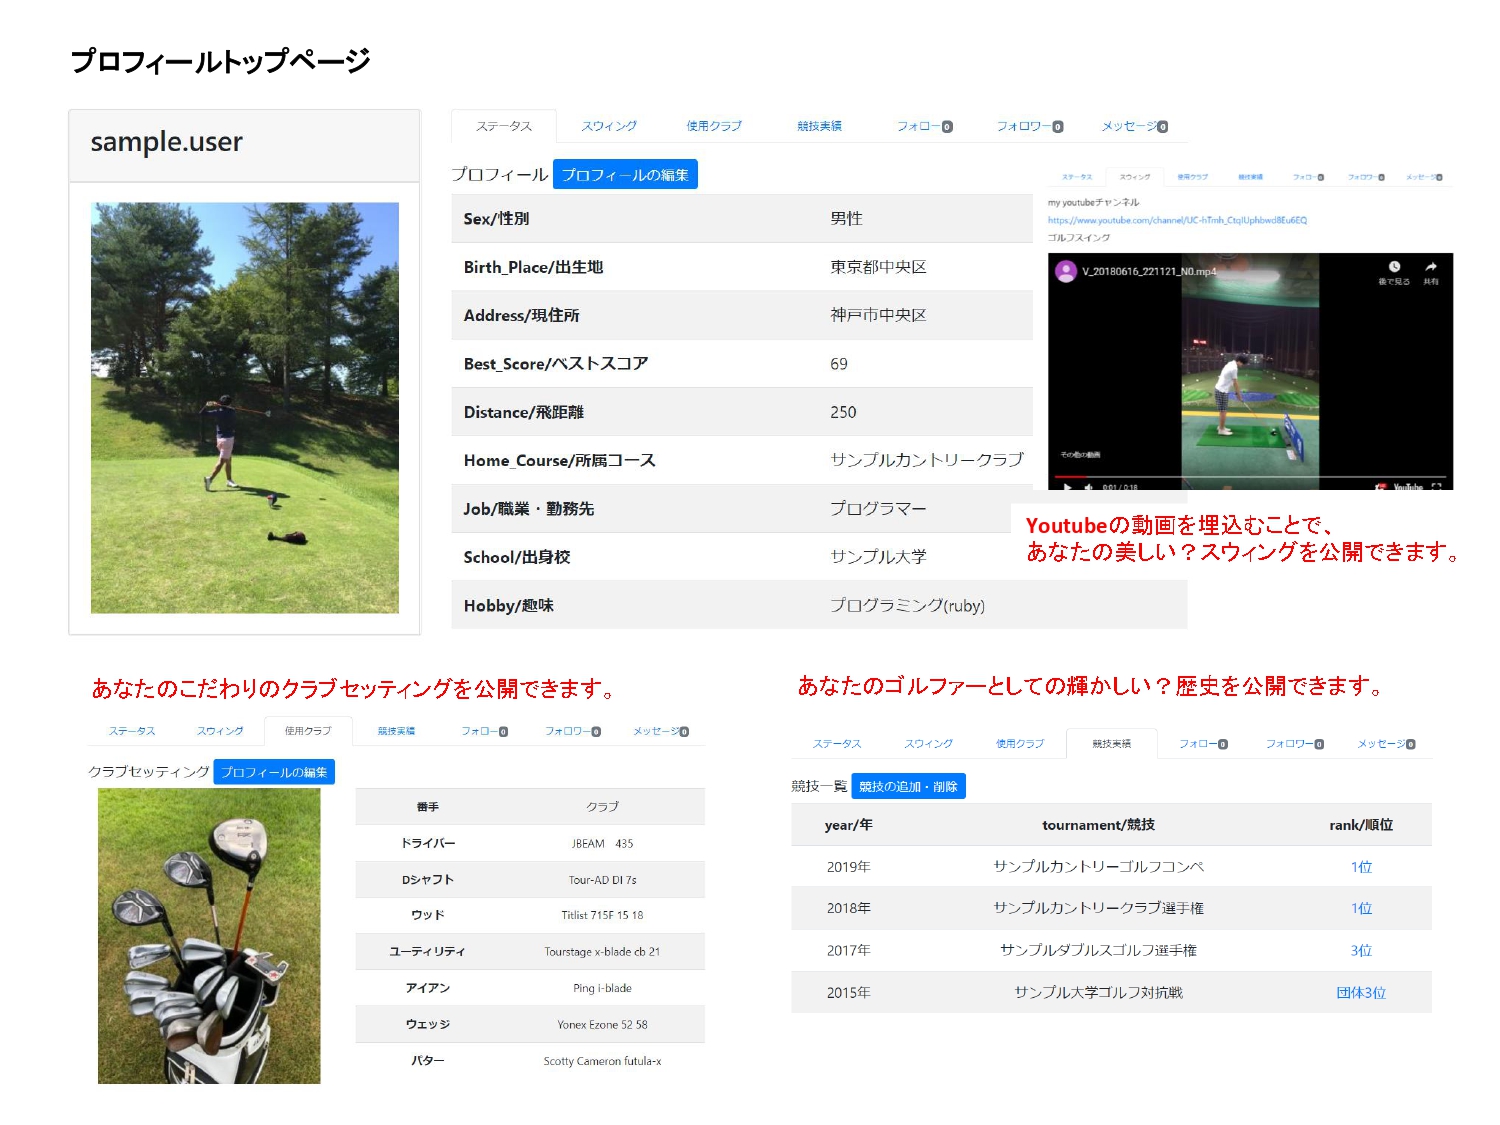 プロフィールトップページ
sample.user
ステータス スウィング 使用クラブ 競技実績 フォロー0 フォロワー0 メッセージ0
プロフィール プロフィールの編集
Sex/性別 男性
Birth_Place/出生地 東京都中央区
Address/現住所 神戸市中央区
Best_Score/ベストスコア 69
Distance/飛距離 250
Home_Course/所属コース サンプルカントリークラブ
Job/職業・勤務先 プログラマー
School/出身校 サンプル大学
Hobby/趣味 プログラミング(ruby)
ステータス スウィング 使用クラブ 競技実績 フォロー0 フォロワー0 メッセージ0
my youtubeチャンネル
https://www.youtube.com/channel/UC-hTmh_CtqIUphbwd8Eu6EQ
ゴルフスイング
V_20180616_221121_N0.mp4
後で見る 共有
その他の動画
0:01 / 0:18 YouTube
Youtubeの動画を埋込むことで、
あなたの美しい？スウィングを公開できます。
あなたのこだわりのクラブセッティングを公開できます。
ステータス スウィング 使用クラブ 競技実績 フォロー0 フォロワー0 メッセージ0
クラブセッティング プロフィールの編集
番手 クラブ
ドライバー JBEAM 435
Dシャフト Tour-AD DI 7s
ウッド Titlist 715F 15 18
ユーティリティ Tourstage x-blade cb 21
アイアン Ping i-blade
ウェッジ Yonex Ezone 52 58
パター Scotty Cameron futula-x
あなたのゴルファーとしての輝かしい？歴史を公開できます。
ステータス スウィング 使用クラブ 競技実績 フォロー0 フォロワー0 メッセージ0
競技一覧 競技の追加・削除
year/年 tournament/競技 rank/順位
2019年 サンプルカントリーゴルフコンペ 1位
2018年 サンプルカントリークラブ選手権 1位
2017年 サンプルダブルスゴルフ選手権 3位
2015年 サンプル大学ゴルフ対抗戦 団体3位